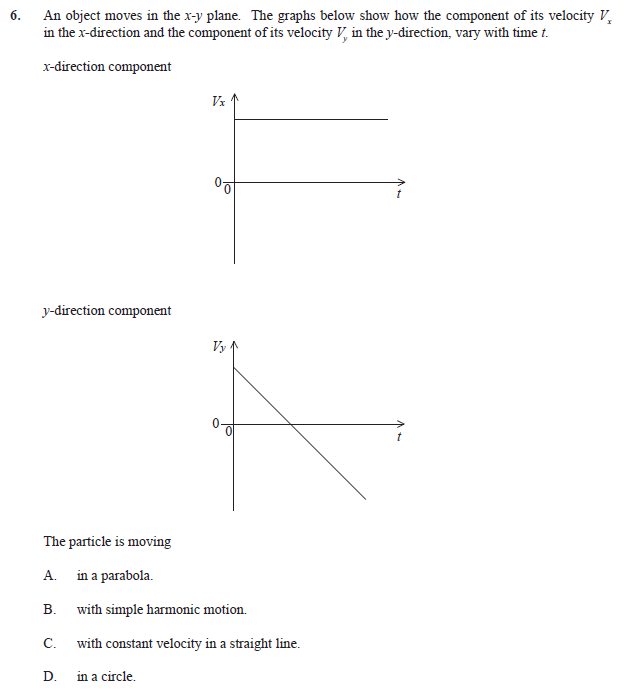 6. An object moves in the x-y plane. The graphs below show how the component of its velocity Vx
in the x-direction and the component of its velocity Vy in the y-direction, vary with time t.
x-direction component
Vx
0
0
t
y-direction component
Vy
0
0
t
The particle is moving
A. in a parabola.
B. with simple harmonic motion.
C. with constant velocity in a straight line.
D. in a circle.